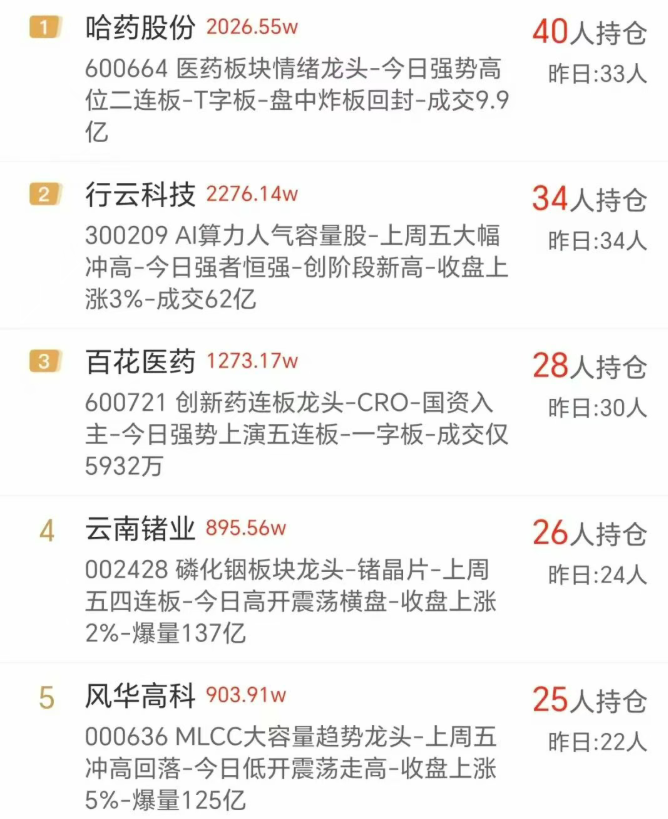 1 哈药股份 2026.55w 40人持仓
600664 医药板块情绪龙头-今日强势高 昨日:33人
位二连板-T字板-盘中炸板回封-成交9.9
亿
2 行云科技 2276.14w 34人持仓
300209 AI算力人气容量股-上周五大幅 昨日:34人
冲高-今日强者恒强-创阶段新高-收盘上
涨3%-成交62亿
3 百花医药 1273.17w 28人持仓
600721 创新药连板龙头-CRO-国资入 昨日:30人
主-今日强势上演五连板-一字板-成交仅
5932万
4 云南锗业 895.56w 26人持仓
002428 磷化铟板块龙头-锗晶片-上周 昨日:24人
五四连板-今日高开震荡横盘-收盘上涨
2%-爆量137亿
5 风华高科 903.91w 25人持仓
000636 MLCC大容量趋势龙头-上周五 昨日:22人
冲高回落-今日低开震荡走高-收盘上涨
5%-爆量125亿